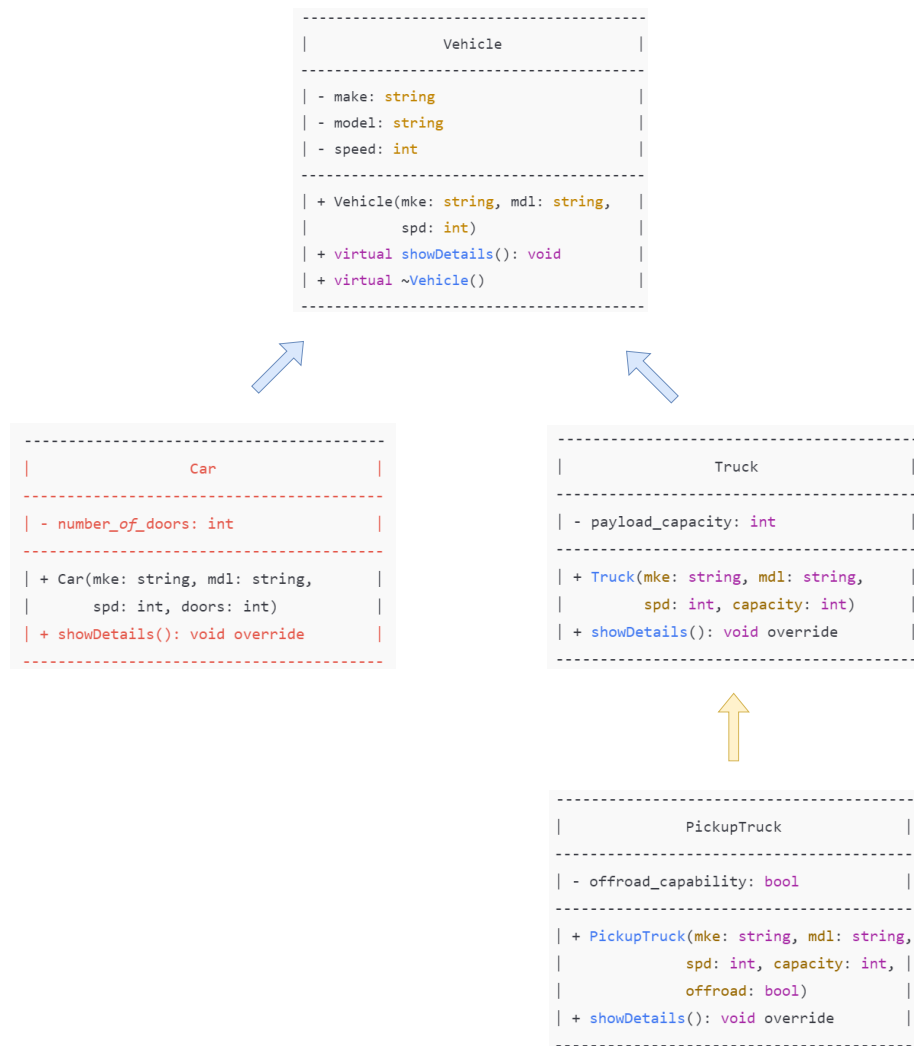 -----------------------------------------
|                Vehicle                |
-----------------------------------------
| - make: string                        |
| - model: string                       |
| - speed: int                          |
-----------------------------------------
| + Vehicle(mke: string, mdl: string,   |
|           spd: int)                   |
| + virtual showDetails(): void         |
| + virtual ~Vehicle()                  |
-----------------------------------------
-----------------------------------------
|                  Car                  |
-----------------------------------------
| - number_of_doors: int                |
-----------------------------------------
| + Car(mke: string, mdl: string,       |
|       spd: int, doors: int)           |
| + showDetails(): void override        |
-----------------------------------------
-----------------------------------------
|                 Truck                 |
-----------------------------------------
| - payload_capacity: int               |
-----------------------------------------
| + Truck(mke: string, mdl: string,     |
|         spd: int, capacity: int)      |
| + showDetails(): void override        |
-----------------------------------------
-----------------------------------------
|              PickupTruck              |
-----------------------------------------
| - offroad_capability: bool            |
-----------------------------------------
| + PickupTruck(mke: string, mdl: string,
|              spd: int, capacity: int, |
|              offroad: bool)           |
| + showDetails(): void override        |
-----------------------------------------